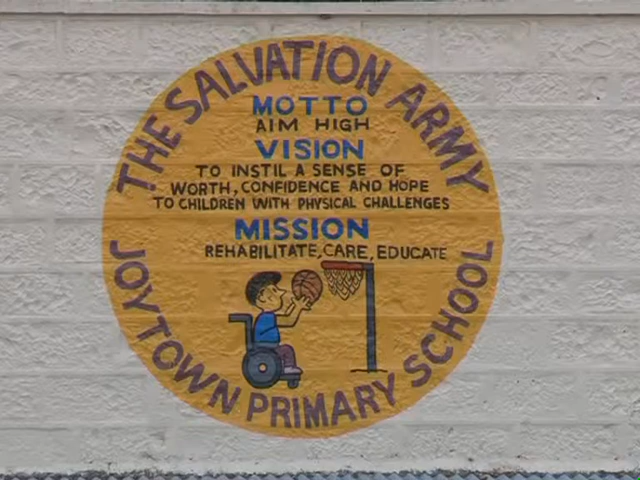 THE SALVATION ARMY
MOTTO
AIM HIGH
VISION
TO INSTIL A SENSE OF
WORTH, CONFIDENCE AND HOPE
TO CHILDREN WITH PHYSICAL CHALLENGES
MISSION
REHABILITATE, CARE, EDUCATE
JOYTOWN PRIMARY SCHOOL